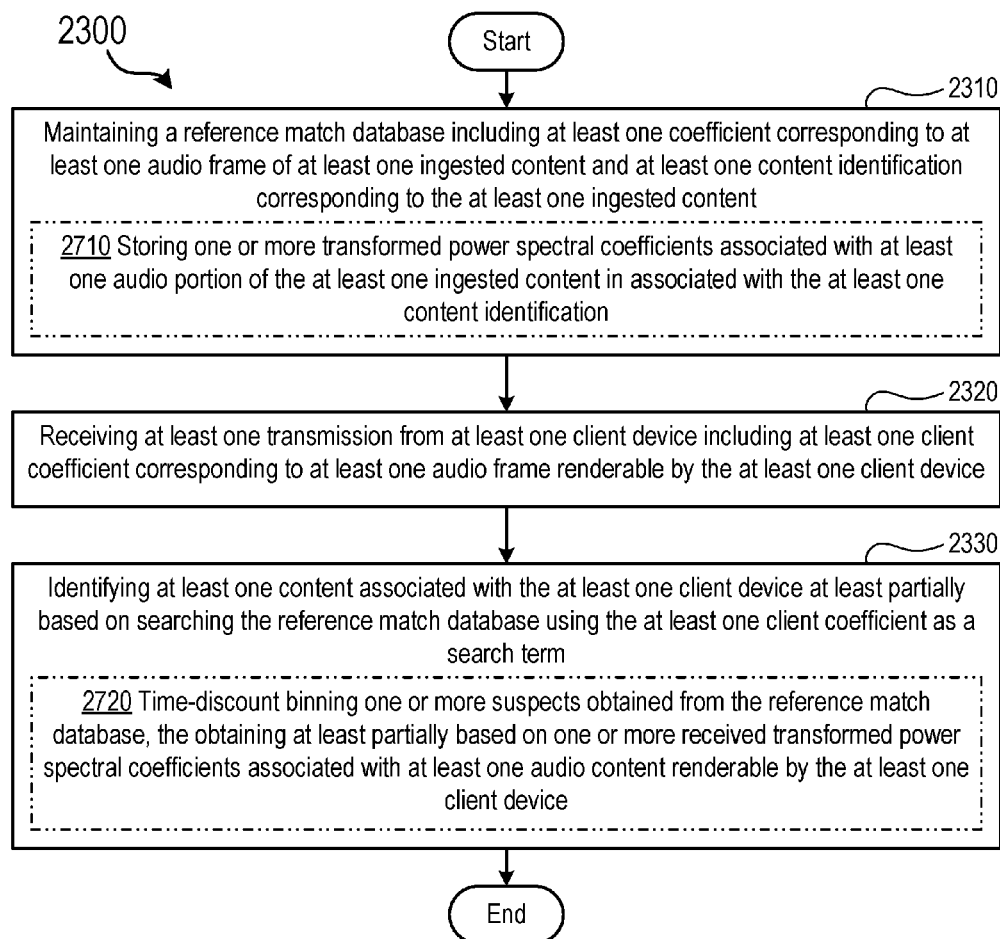 2300
Start
2310
Maintaining a reference match database including at least one coefficient corresponding to at
least one audio frame of at least one ingested content and at least one content identification
corresponding to the at least one ingested content
2710 Storing one or more transformed power spectral coefficients associated with at least
one audio portion of the at least one ingested content in associated with the at least one
content identification
2320
Receiving at least one transmission from at least one client device including at least one client
coefficient corresponding to at least one audio frame renderable by the at least one client device
2330
Identifying at least one content associated with the at least one client device at least partially
based on searching the reference match database using the at least one client coefficient as a
search term
2720 Time-discount binning one or more suspects obtained from the reference match
database, the obtaining at least partially based on one or more received transformed power
spectral coefficients associated with at least one audio content renderable by the at least one
client device
End